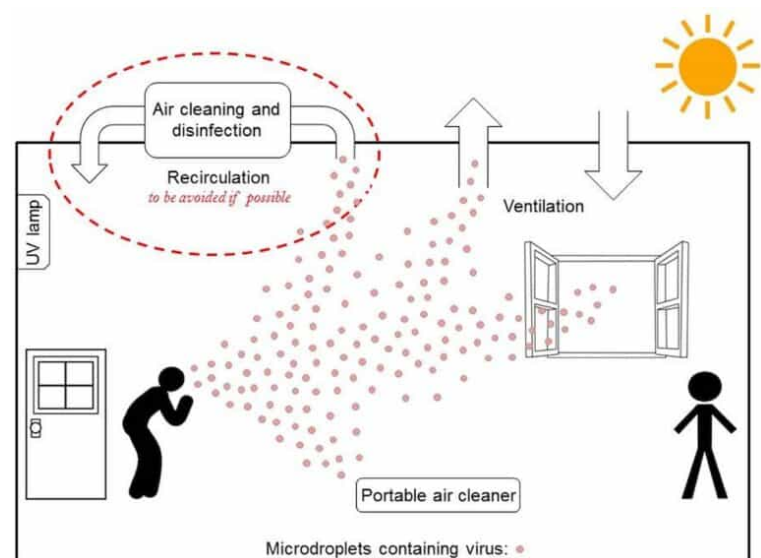 Air cleaning and
disinfection
Recirculation
to be avoided if possible
UV lamp
Ventilation
Portable air cleaner
Microdroplets containing virus: